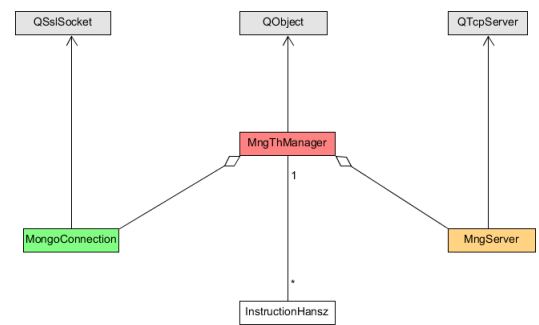 QSslSocket
QObject
QTcpServer
MngThManager
1
MongoConnection
MngServer
*
InstructionHansz